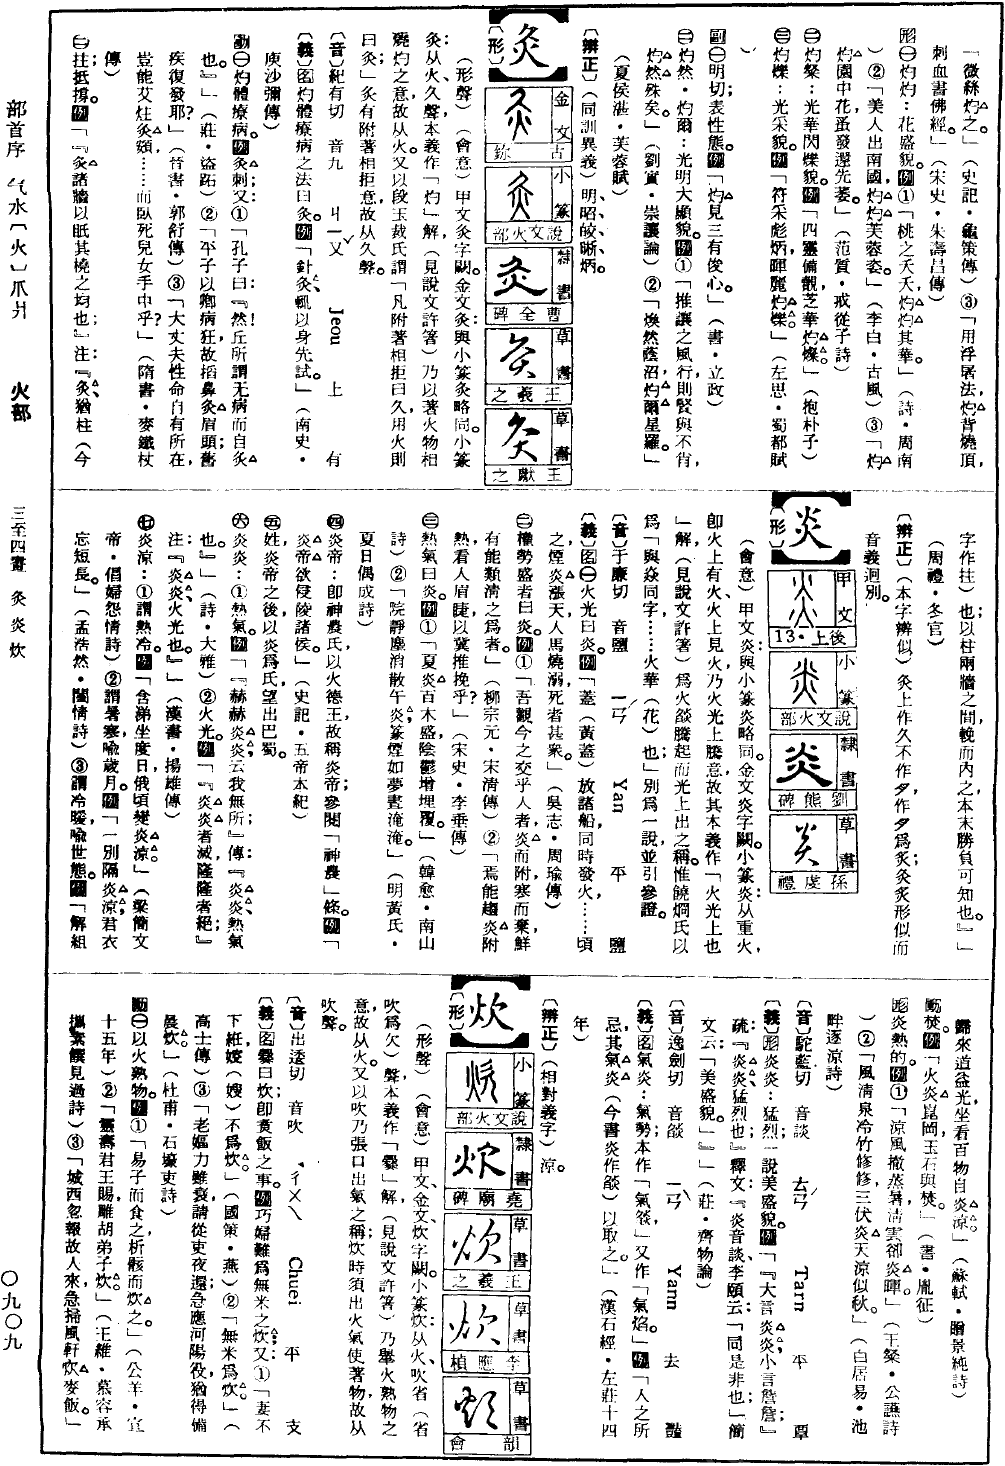 「微絲灼之。」（史記・龜策傳）③「用浮屠法，灼背燒頂，
刺血書佛經。」（宋史・朱壽昌傳）
形㊀灼灼：花盛貌。例①「桃之夭夭，灼灼其華。」（詩・周南
）②「美人出南國，灼灼芙蓉姿。」（李白・古風）③「灼
灼園中花，蚤發還先萎。」（范質・戒從子詩）
㊁灼粲：光華閃爍貌。例「四靈備覿，芝華灼粲。」（抱朴子）
㊂灼爍：光采貌。例「符采彪炳，暉麗灼爍。」（左思・蜀都賦
）
副㊀明切；表性態。例「灼見三有俊心。」（書・立政）
㊁灼然・灼爾：光明大顯貌。例①「推讓之風行，則賢與不肖，
灼然殊矣。」（劉寔・崇讓論）②「煥然蔭沼，灼爾星羅。」
（夏侯湛・芙蓉賦）
〔辨正〕（同訓異義）明、昭、皎、晰、炳。
灸
〔形〕
金文 古鉥
小篆 說文火部
隸書 曹全碑
草書 王羲之
草書 王獻之
（形聲）（會意）甲文灸字闕。金文灸：與小篆灸略同。小篆
灸：从火、久聲，本義作「灼」解（見說文許箸）乃以著火物相
燒灼之意，故从火。又以段玉裁氏謂「凡附著相拒曰久，用火則
曰灸」灸有附著相拒意，故从久聲。
〔音〕紀有切 音九 ㄐㄧㄡˇ Jeou 上 有
〔義〕名灼體療病之法曰灸。例「針灸，輒以身先試。」（南史・
庾沙彌傳）
動㊀灼體療病。例灸刺；又①「孔子曰：『然！丘所謂无病而自灸
也。』」（莊・盜跖）②「平子以卿病狂，故搯鼻灸眉頭，舊
疾復發耶？」（晉書・郭舒傳）③「大丈夫性命自有所在，
豈能艾炷灸頞……而臥死兒女手中乎？」（隋書・麥鐵杖
傳）
㊁拄；抵撐。例「『灸諸牆，以眂其橈之均也。』注：『灸，猶柱（今
字作拄）也；以柱兩牆之間，輓而內之，本末勝負可知也。』」
（周禮・冬官）
〔辨正〕（本字辨似）灸上作久，不作夕；作夕為炙。灸炙形似而
音義迥別。
炎
〔形〕
甲文 後上・13
小篆 說文火部
隸書 劉熊碑
草書 孫虔禮
（會意）甲文炎：與小篆炎略同。金文炎字闕。小篆炎：从重火，
即火上有火；火上見火，乃火光上騰意，故其本義作「火光上也
」解（見說文許箸）為火燄騰起而光上出之稱。惟饒炯氏以
為「與焱同字……火華（花）也」別為一說，並引參證。
〔音〕于廉切 音鹽 ㄧㄢˊ Yan 平 鹽
〔義〕名㊀火光曰炎。例「蓋（黃蓋）放諸船，同時發火，……頃
之，煙炎漲天，人馬燒溺死者甚衆。」（吳志・周瑜傳）
㊁權勢盛者曰炎。例①「吾觀今之交乎人者，炎而附，寒而棄，鮮
有能類清之為者。」（柳宗元・宋清傳）②「焉能趨炎附
熱，看人眉睫，以冀推挽乎？」（宋史・李垂傳）
㊂熱氣曰炎。例①「夏炎百木盛，陰鬱增埋覆。」（韓愈・南山
詩）②「院靜塵消散午炎；篆煙如夢晝淹淹。」（明黃氏・
夏日偶成詩）
㊃炎帝：即神農氏；以火德王，故稱炎帝；參閱「神農」條。例「
炎帝欲侵陵諸侯。」（史記・五帝本紀）
㊄姓，炎帝之後，以炎為氏，望出巴蜀。
㊅炎炎：①熱氣。例「『赫赫炎炎，云我無所。』傳：『炎炎，熱氣
也。』」（詩・大雅）②火光。例「『炎炎者滅，隆隆者絕。』
注：『炎炎，火光也。』」（漢書・揚雄傳）
㊆炎涼：①謂熱冷。例「含涕坐度日，俄頃變炎涼。」（梁簡文
帝・倡婦怨情詩）②謂暑寒，喻歲月。例「一別隔炎涼，君衣
忘短長。」（孟浩然・閨情詩）③謂冷暖，喻世態。例「解組
歸來道益光，坐看百物自炎涼。」（蘇軾・贈景純詩）
動焚。例「火炎崑岡，玉石與焚。」（書・胤征）
形炎熱的。例①「涼風撤蒸暑，清雲卻炎暉。」（王粲・公讌詩
）②「風清泉冷竹修修，三伏炎天涼似秋。」（白居易・池
畔逐涼詩）
〔音〕駝藍切 音談 ㄊㄢˊ Tarn 平 覃
〔義〕形炎炎：猛烈；一說美盛貌。例「『大言炎炎，小言詹詹。』
疏：『炎炎，猛烈也。』釋文：『炎，音談。李頤云：「同是非也」簡
文云：「美盛貌。」』」（莊・齊物論）
〔音〕逸劍切 音燄 ㄧㄢˋ Yann 去 豔
〔義〕名氣炎：氣勢；本作「氣燄」，又作「氣焰」。例「人之所
忌，其氣炎（今書炎作燄）以取之。」（漢石經・左莊十四
年）
〔辨正〕（相對義字）涼。
炊
〔形〕
小篆 說文火部
隸書 堯廟碑
草書 王羲之
草書 李應楨
草書 韻會
（形聲）（會意）甲文、金文炊字闕。小篆炊：从火、吹省（省
吹為欠）聲，本義作「爨」解（見說文許箸）乃舉火熟物之
意，故从火。又以吹乃張口出氣之稱；炊時須出火氣使著物，故从
吹聲。
〔音〕出逶切 音吹 ㄔㄨㄟ Chuei 平 支
〔義〕名爨曰炊，即煑飯之事。例巧婦難為無米之炊；又①「妻不
下紝，嫂（嫂）不為炊。」（國策・燕）②「無米為炊。」（
高士傳）③「老嫗力雖衰，請從吏夜還；急應河陽役，猶得備
晨炊。」（杜甫・石壕吏詩）
動㊀以火熟物。例①「易子而食之，析骸而炊之。」（公羊・宣
十五年）②「靈壽君王賜，雕胡弟子炊。」（王維・慕容承
攜素饌見過詩）③「城西忽報故人來，急掃風軒炊麥飯。」
部首序 气水〔火〕爪爿 火部 三至四畫 灸炎炊 〇九〇九